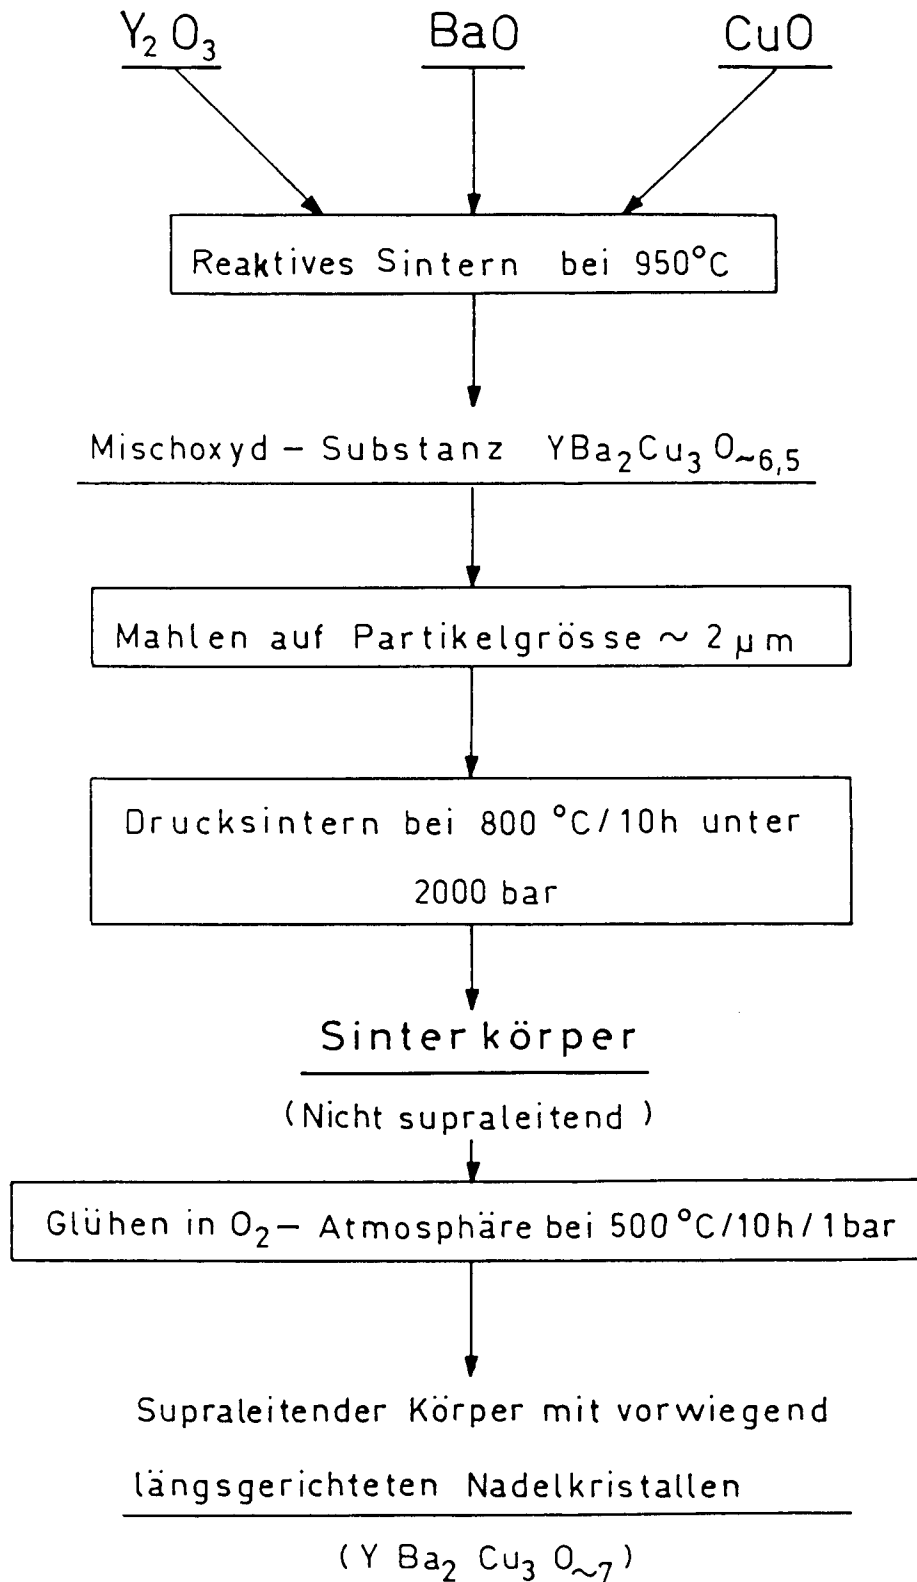 Y₂O₃ BaO CuO
Reaktives Sintern bei 950°C
Mischoxyd – Substanz YBa₂Cu₃O~6,5
Mahlen auf Partikelgrösse ~ 2 µm
Drucksintern bei 800 °C/10h unter
2000 bar
Sinterkörper
(Nicht supraleitend)
Glühen in O₂– Atmosphäre bei 500°C/10h/1bar
Supraleitender Körper mit vorwiegend
längsgerichteten Nadelkristallen
(Y Ba₂ Cu₃ O~7)